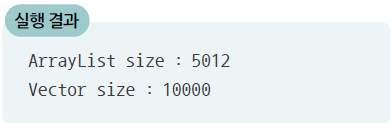 실행 결과
ArrayList size : 5012
Vector size : 10000